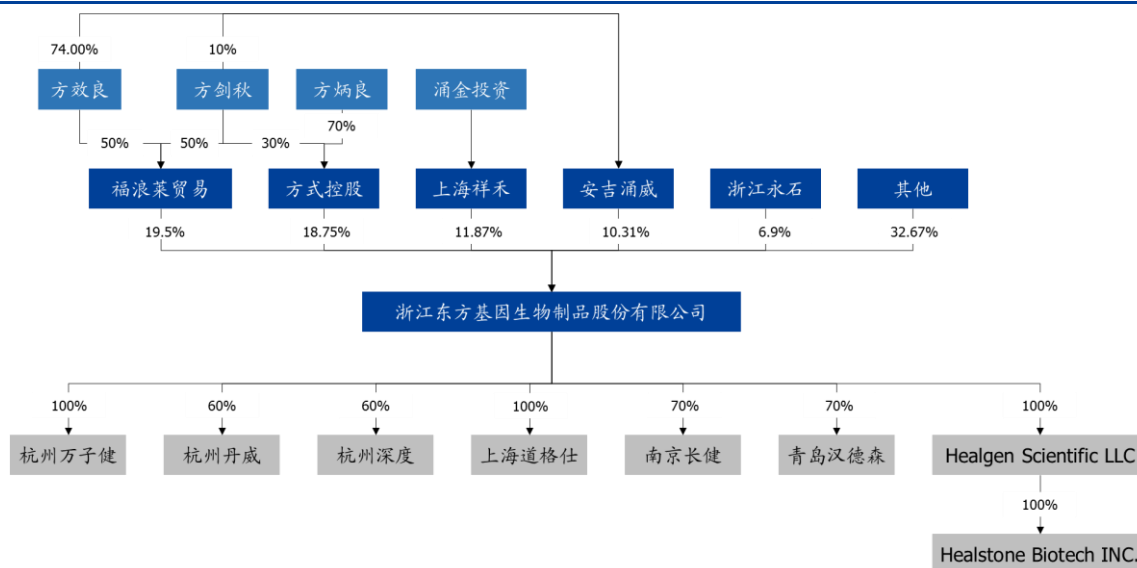 74.00%
10%
方效良
方剑秋
方炳良
涌金投资
50%
50%
30%
70%
福浪莱贸易
方式控股
上海祥禾
安吉涌威
浙江永石
其他
19.5%
18.75%
11.87%
10.31%
6.9%
32.67%
浙江东方基因生物制品股份有限公司
100%
60%
60%
100%
70%
70%
100%
杭州万子健
杭州丹威
杭州深度
上海道格仕
南京长健
青岛汉德森
Healgen Scientific LLC
100%
Healstone Biotech INC.